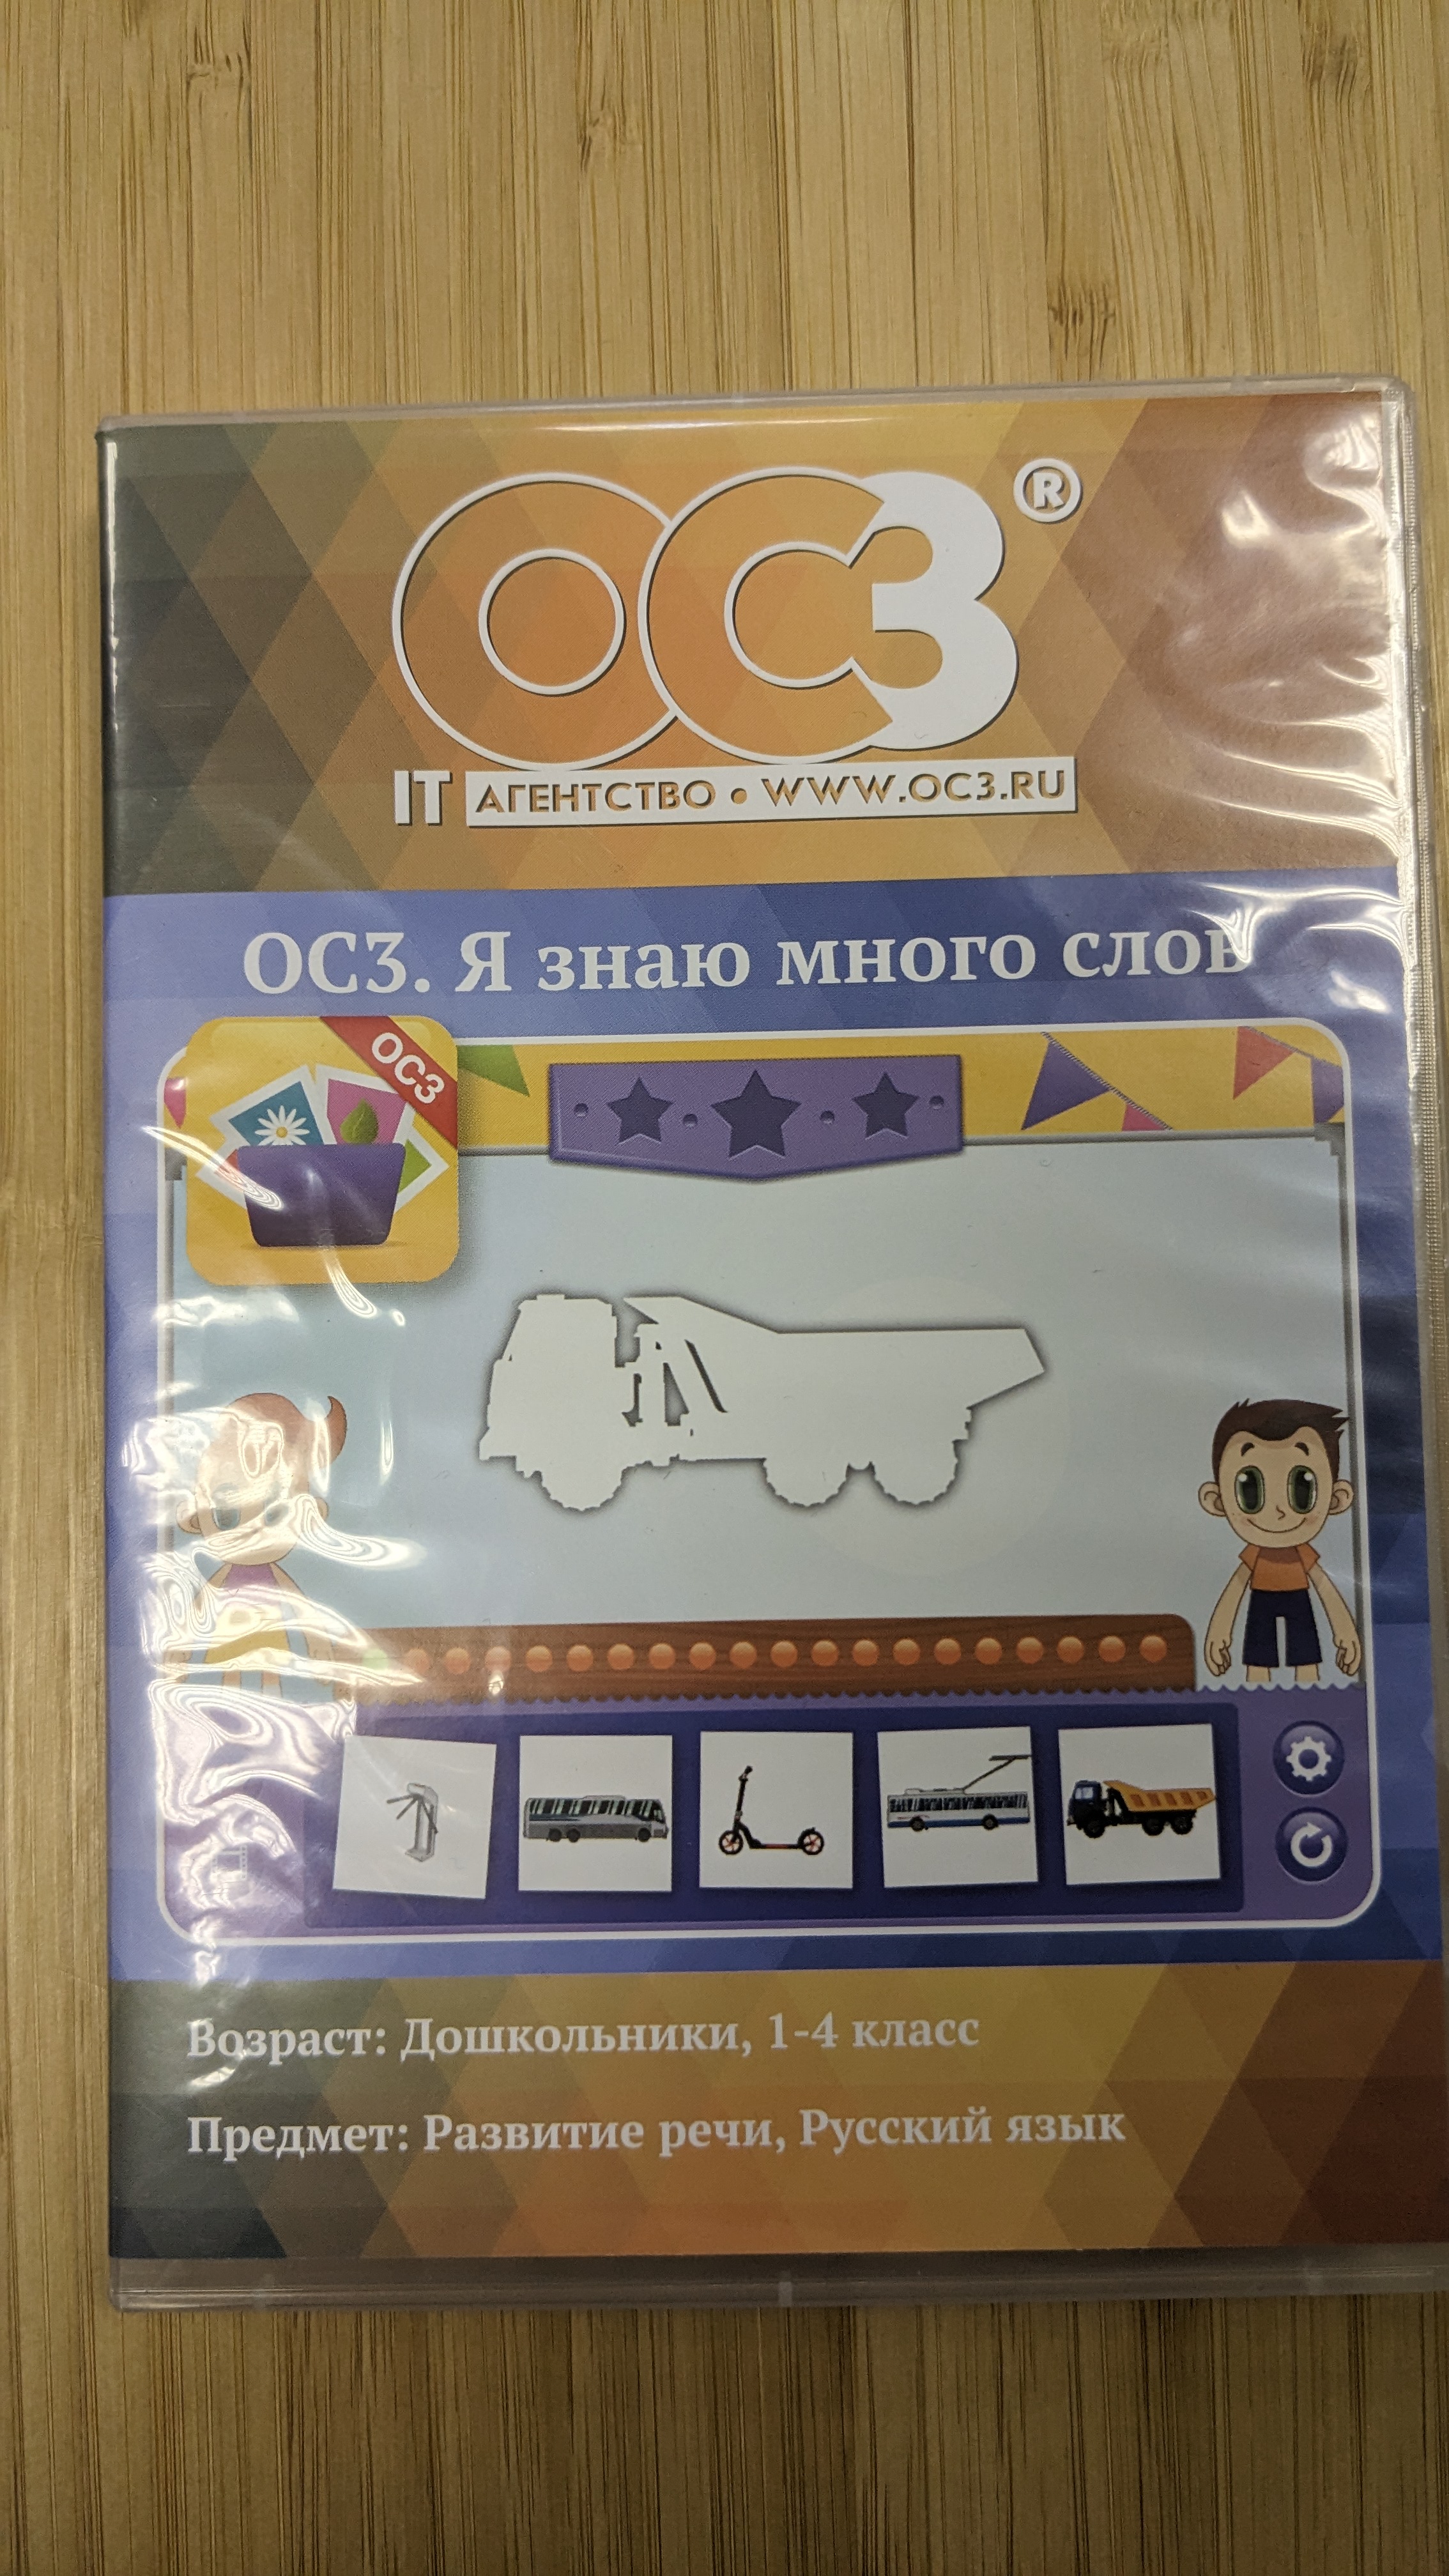 ОС3®
IT АГЕНТСТВО • WWW.OC3.RU
ОС3. Я знаю много слов
ОС3
Возраст: Дошкольники, 1-4 класс
Предмет: Развитие речи, Русский язык